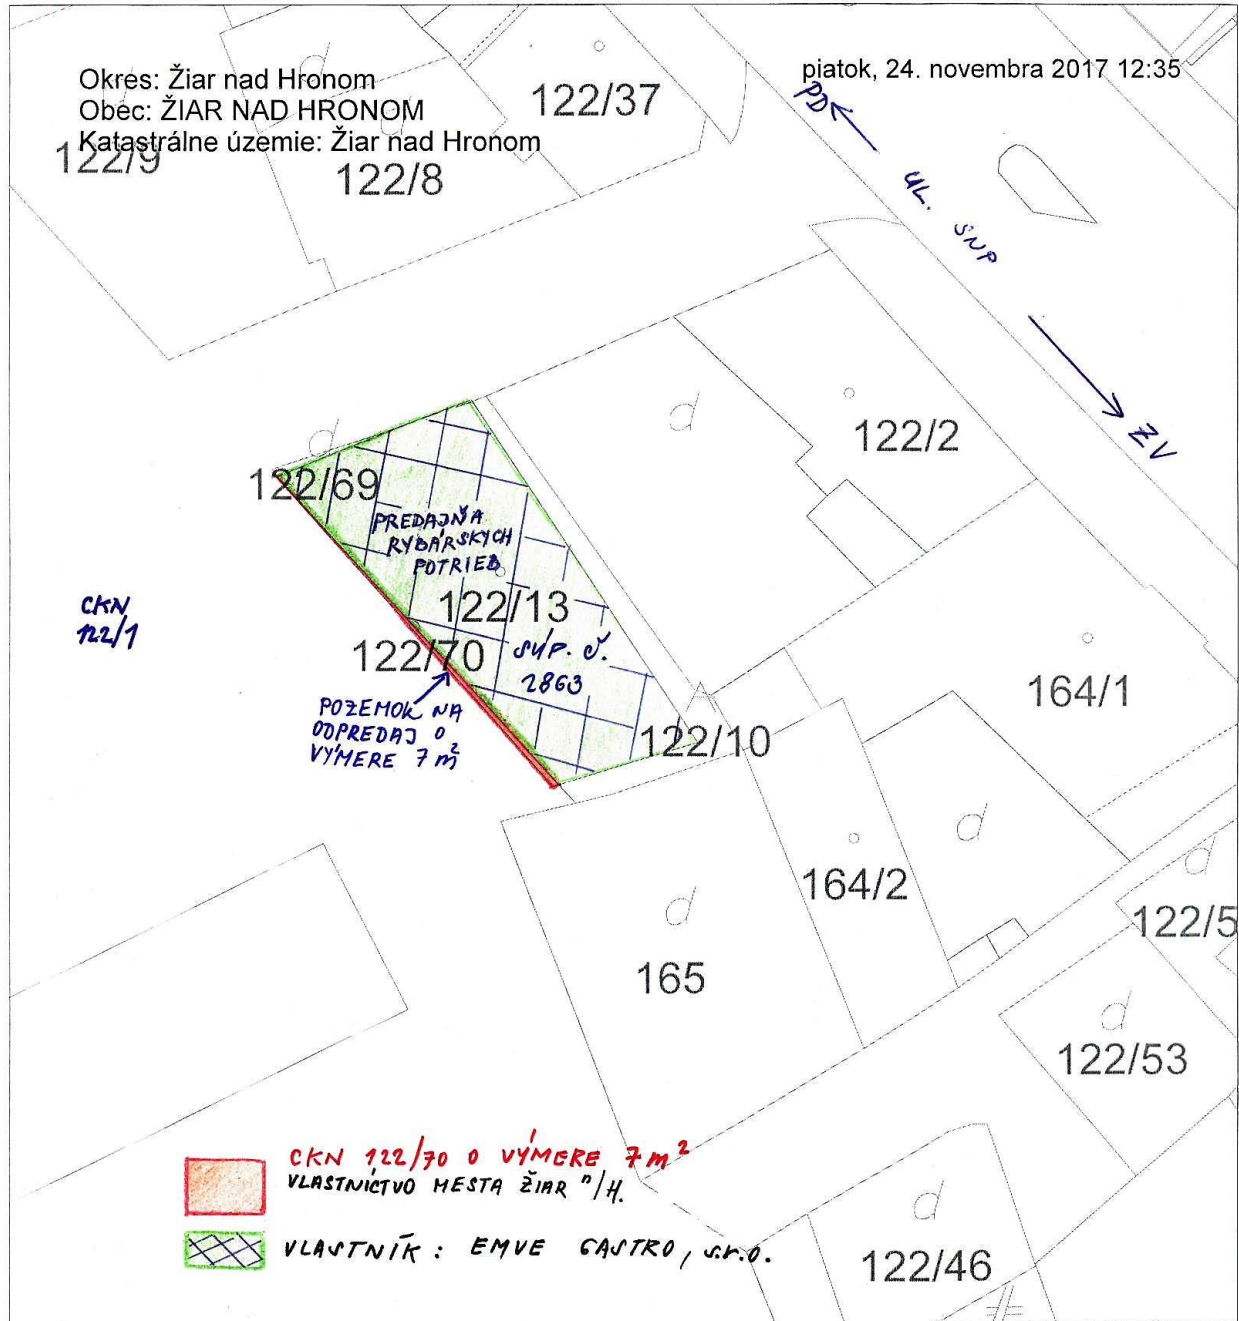 Okres: Žiar nad Hronom
Obec: ŽIAR NAD HRONOM
Katastrálne územie: Žiar nad Hronom
piatok, 24. novembra 2017 12:35
122/37
122/9
122/8
PD
UL. SNP
ZV
122/2
122/69
PREDAJŇA
RYBÁRSKYCH
POTRIEB
122/13
CKN
122/1
122/70
SÚP. Č.
2863
POZEMOK NA
ODPREDAJ O
VÝMERE 7 m²
122/10
164/1
164/2
122/5
165
122/53
CKN 122/70 O VÝMERE 7 m²
VLASTNÍCTVO MESTA ŽIAR n/H.
VLASTNÍK : EMVE GASTRO, s.r.o.
122/46